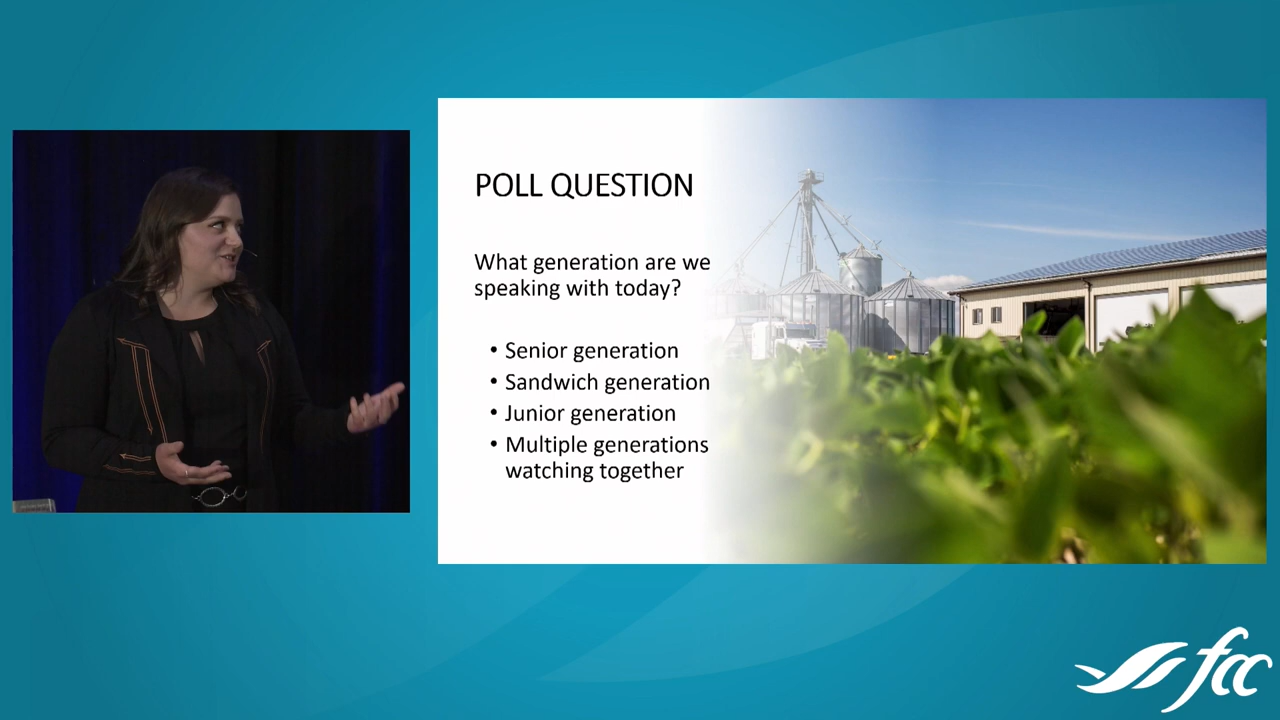 POLL QUESTION
What generation are we
speaking with today?
• Senior generation
• Sandwich generation
• Junior generation
• Multiple generations
watching together
fcc